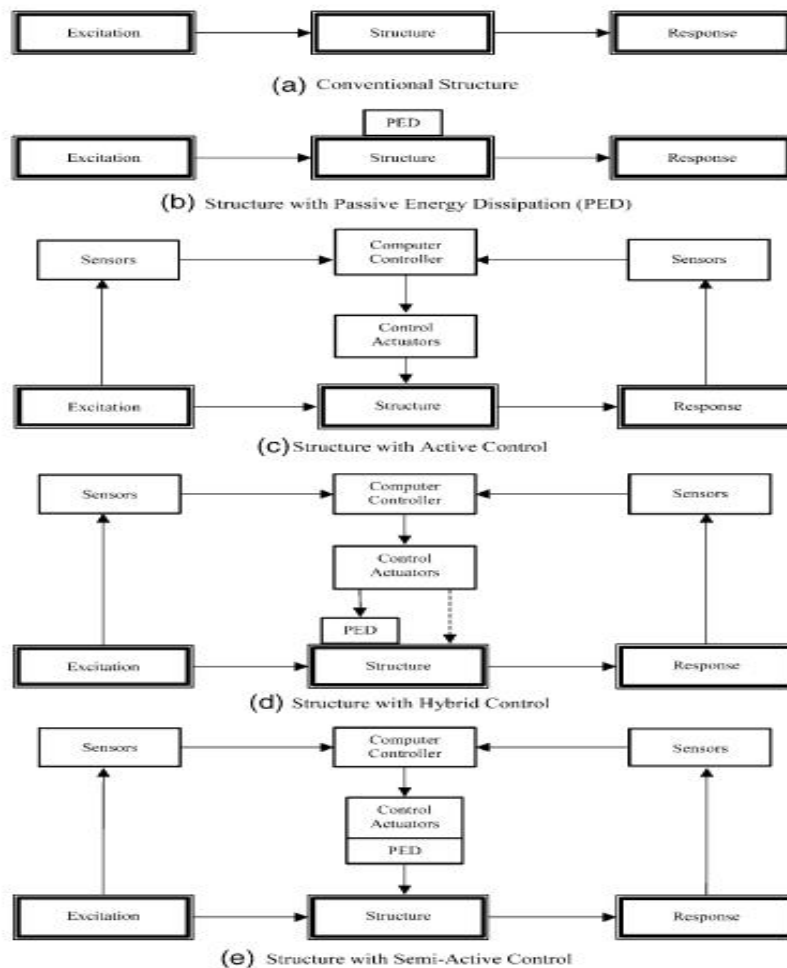 Excitation Structure Response
(a) Conventional Structure
PED
Excitation Structure Response
(b) Structure with Passive Energy Dissipation (PED)
Sensors Computer Controller Sensors
Control
Actuators
Excitation Structure Response
(c) Structure with Active Control
Sensors Computer Controller Sensors
Control
Actuators
PED
Excitation Structure Response
(d) Structure with Hybrid Control
Sensors Computer Controller Sensors
Control
Actuators
PED
Excitation Structure Response
(e) Structure with Semi-Active Control